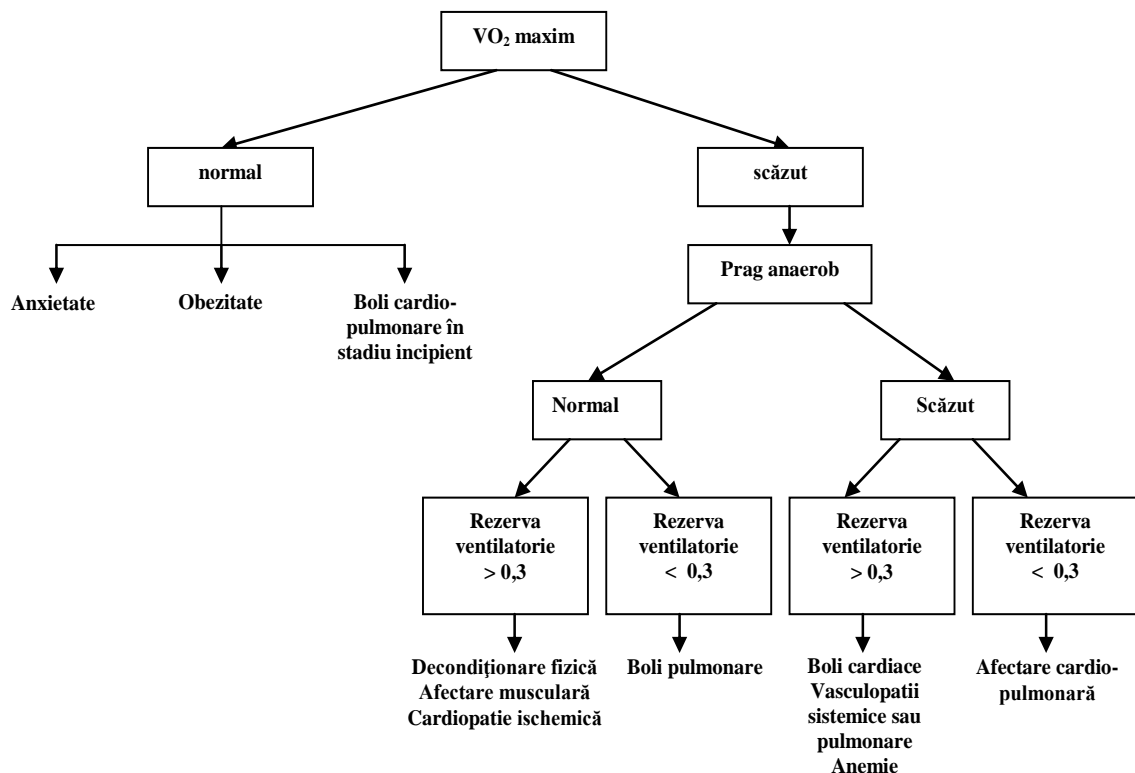 VO₂ maxim
normal
scăzut
Anxietate
Obezitate
Boli cardio-
pulmonare în
stadiu incipient
Prag anaerob
Normal
Scăzut
Rezerva
ventilatorie
> 0,3
Rezerva
ventilatorie
< 0,3
Rezerva
ventilatorie
> 0,3
Rezerva
ventilatorie
< 0,3
Decondiţionare fizică
Afectare musculară
Cardiopatie ischemică
Boli pulmonare
Boli cardiace
Vasculopatii
sistemice sau
pulmonare
Anemie
Afectare cardio-
pulmonară